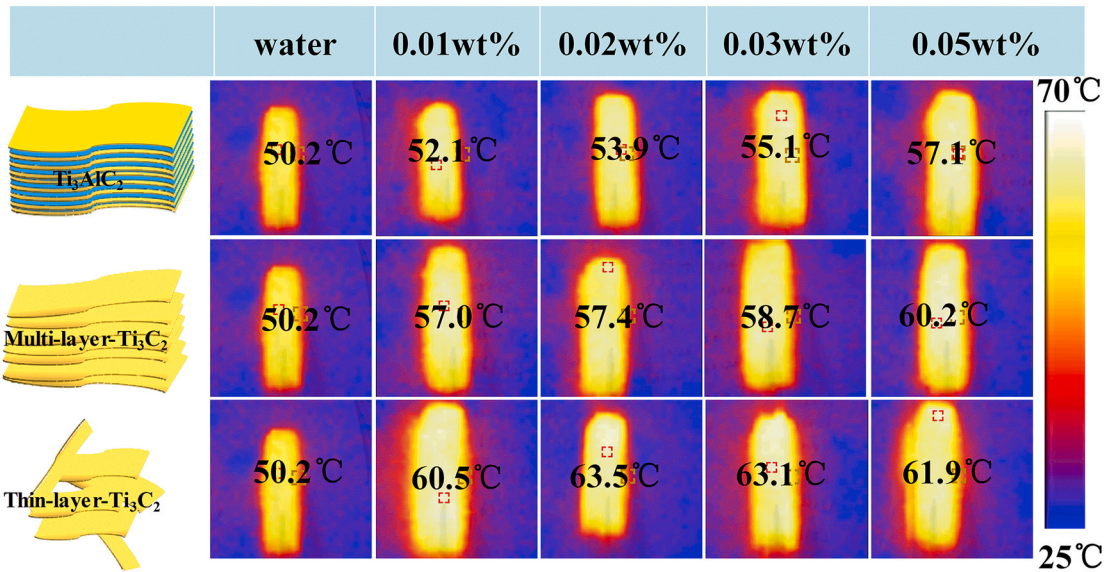 water 0.01wt% 0.02wt% 0.03wt% 0.05wt%
70℃
Ti₃AlC₂ 50.2℃ 52.1℃ 53.9℃ 55.1℃ 57.1℃
Multi-layer-Ti₃C₂ 50.2℃ 57.0℃ 57.4℃ 58.7℃ 60.2℃
Thin-layer-Ti₃C₂ 50.2℃ 60.5℃ 63.5℃ 63.1℃ 61.9℃
25℃